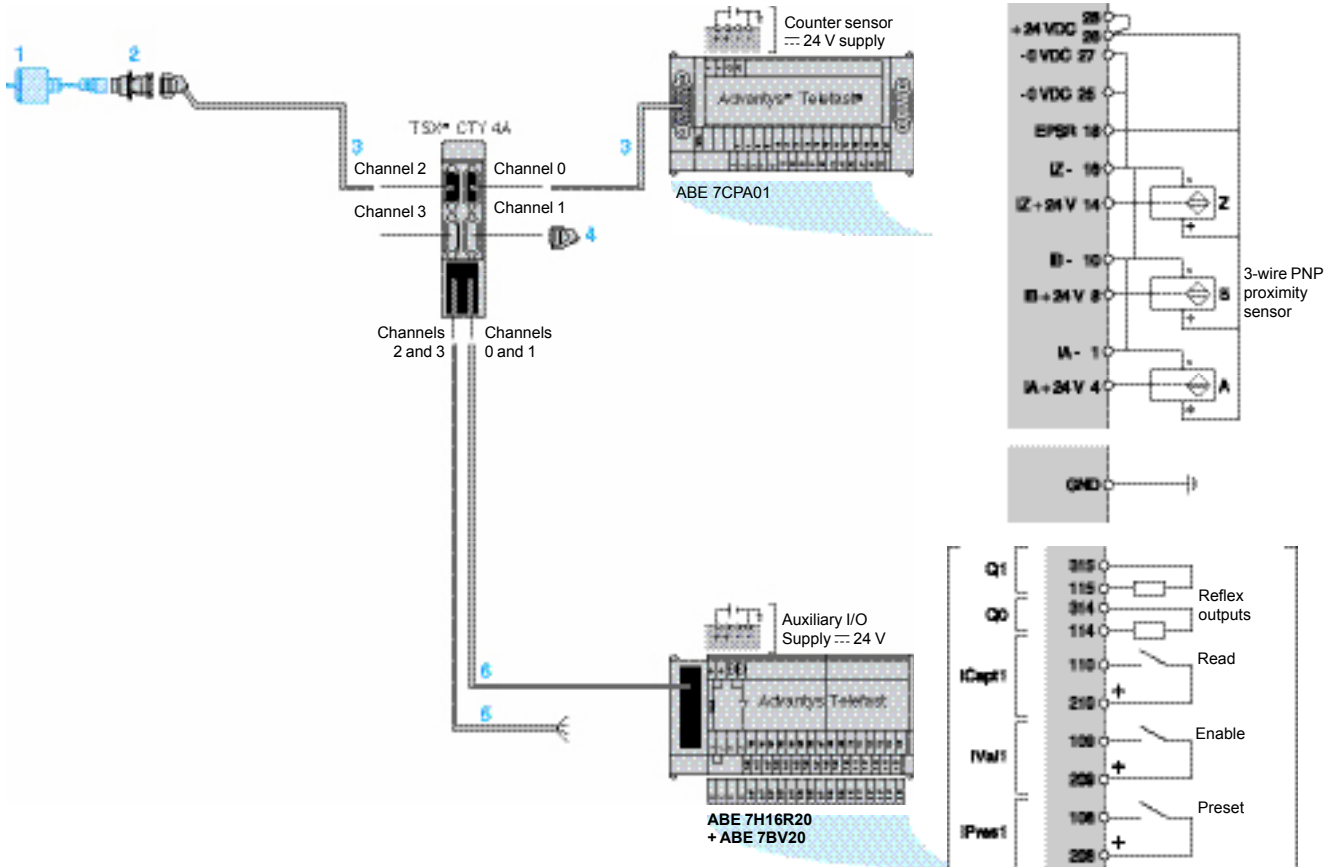 1
2
3
TSX® CTY 4A
Channel 2
Channel 0
Channel 3
Channel 1
4
3
Channels
2 and 3
Channels
0 and 1
Counter sensor
⎓ 24 V supply
Advantys® Telefast®
ABE 7CPA01
6
5
Auxiliary I/O
Supply ⎓ 24 V
Advantys Telefast
ABE 7H16R20
+ ABE 7BV20
+ 24 VDC
26
- 0 VDC 27
- 0 VDC 25
EPSR
IZ - 16
IZ + 24 V 14
Z
IB - 10
IB + 24 V 8
B
IA - 1
IA + 24 V 4
A
3-wire PNP
proximity
sensor
GND
Q1
315
115
Q0
314
114
Reflex
outputs
ICapt1
110
210
+
Read
IVal1
109
209
+
Enable
IPres1
108
208
+
Preset